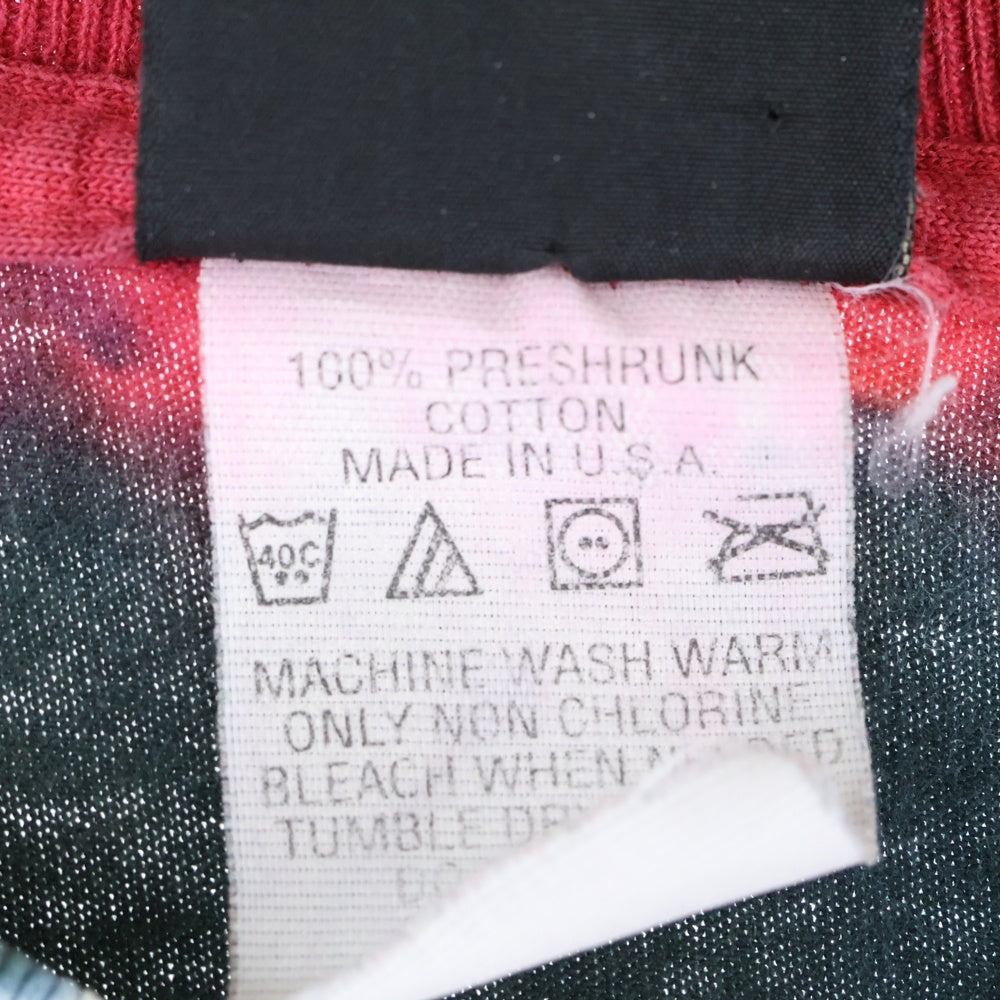 100% PRESHRUNK
COTTON
MADE IN U.S.A.
40C
MACHINE WASH WARM
ONLY NON CHLORINE
BLEACH WHEN
TUMBLE